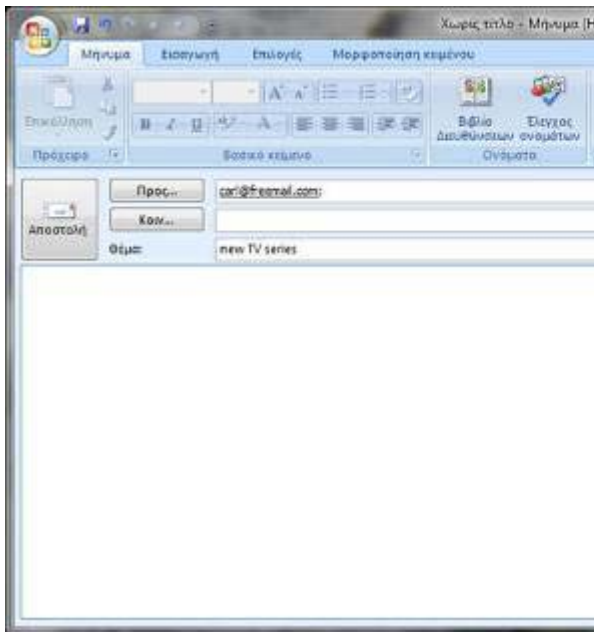 Χωρίς τίτλο - Μήνυμα (H
Μήνυμα Εισαγωγή Επιλογές Μορφοποίηση κειμένου
Επικόλληση
B I U
Βιβλίο Διευθύνσεων
Έλεγχος ονομάτων
Πρόχειρο Βασικό κείμενο Ονόματα
Αποστολή
Προς... carl@freemail.com;
Κοιν...
Θέμα: new TV series